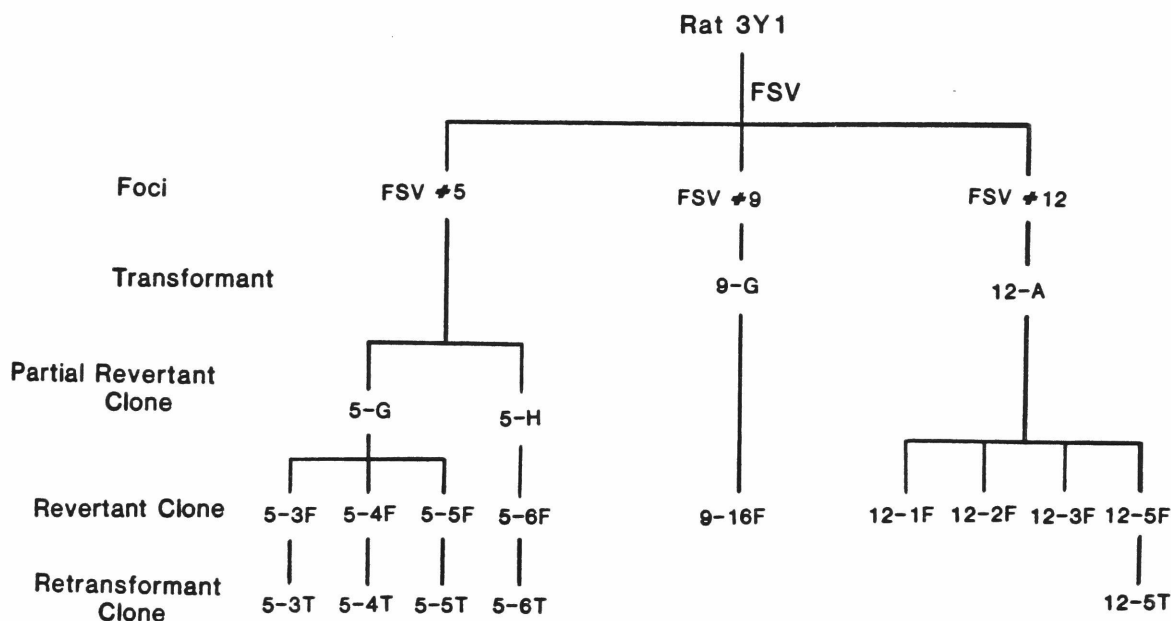 Rat 3Y1
FSV
Foci
FSV #5
FSV #9
FSV #12
Transformant
9-G
12-A
Partial Revertant
Clone
5-G
5-H
Revertant Clone
5-3F 5-4F 5-5F 5-6F
9-16F
12-1F 12-2F 12-3F 12-5F
Retransformant
Clone
5-3T 5-4T 5-5T 5-6T
12-5T